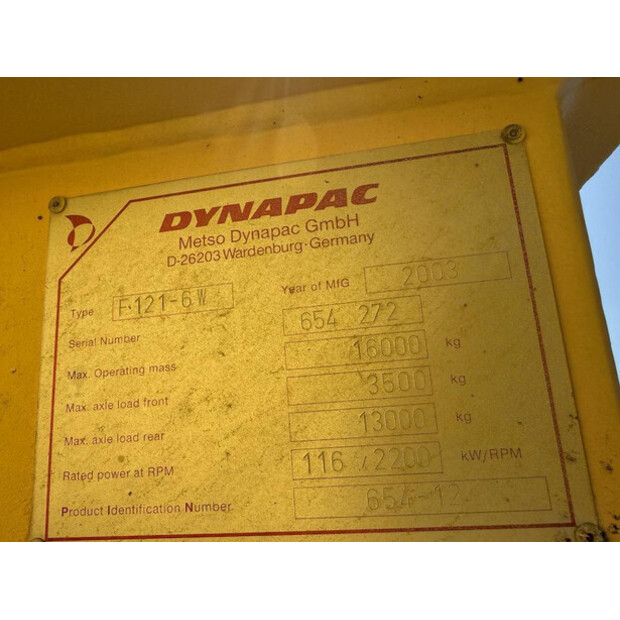 DYNAPAC
Metso Dynapac GmbH
D-26203 Wardenburg-Germany
Type F·121-6W Year of MfG 2003
Serial Number 654 272
Max. Operating mass 16000 kg
Max. axle load front 3500 kg
Max. axle load rear 13000 kg
Rated power at RPM 116 /2200 kW/RPM
Product Identification Number